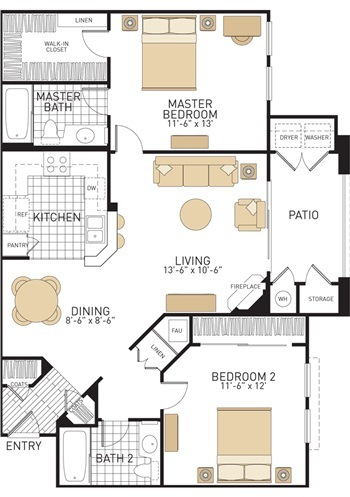 LINEN
WALK-IN
CLOSET
MASTER
BATH
MASTER
BEDROOM
11'-6" x 13'
DRYER
WASHER
DW
REF
KITCHEN
PANTRY
PATIO
LIVING
13'-6" x 10'-6"
FIREPLACE
WH
STORAGE
DINING
8'-6" x 8'-6"
FAU
LINEN
BEDROOM 2
11'-6" x 12'
COATS
COATS
ENTRY
BATH 2